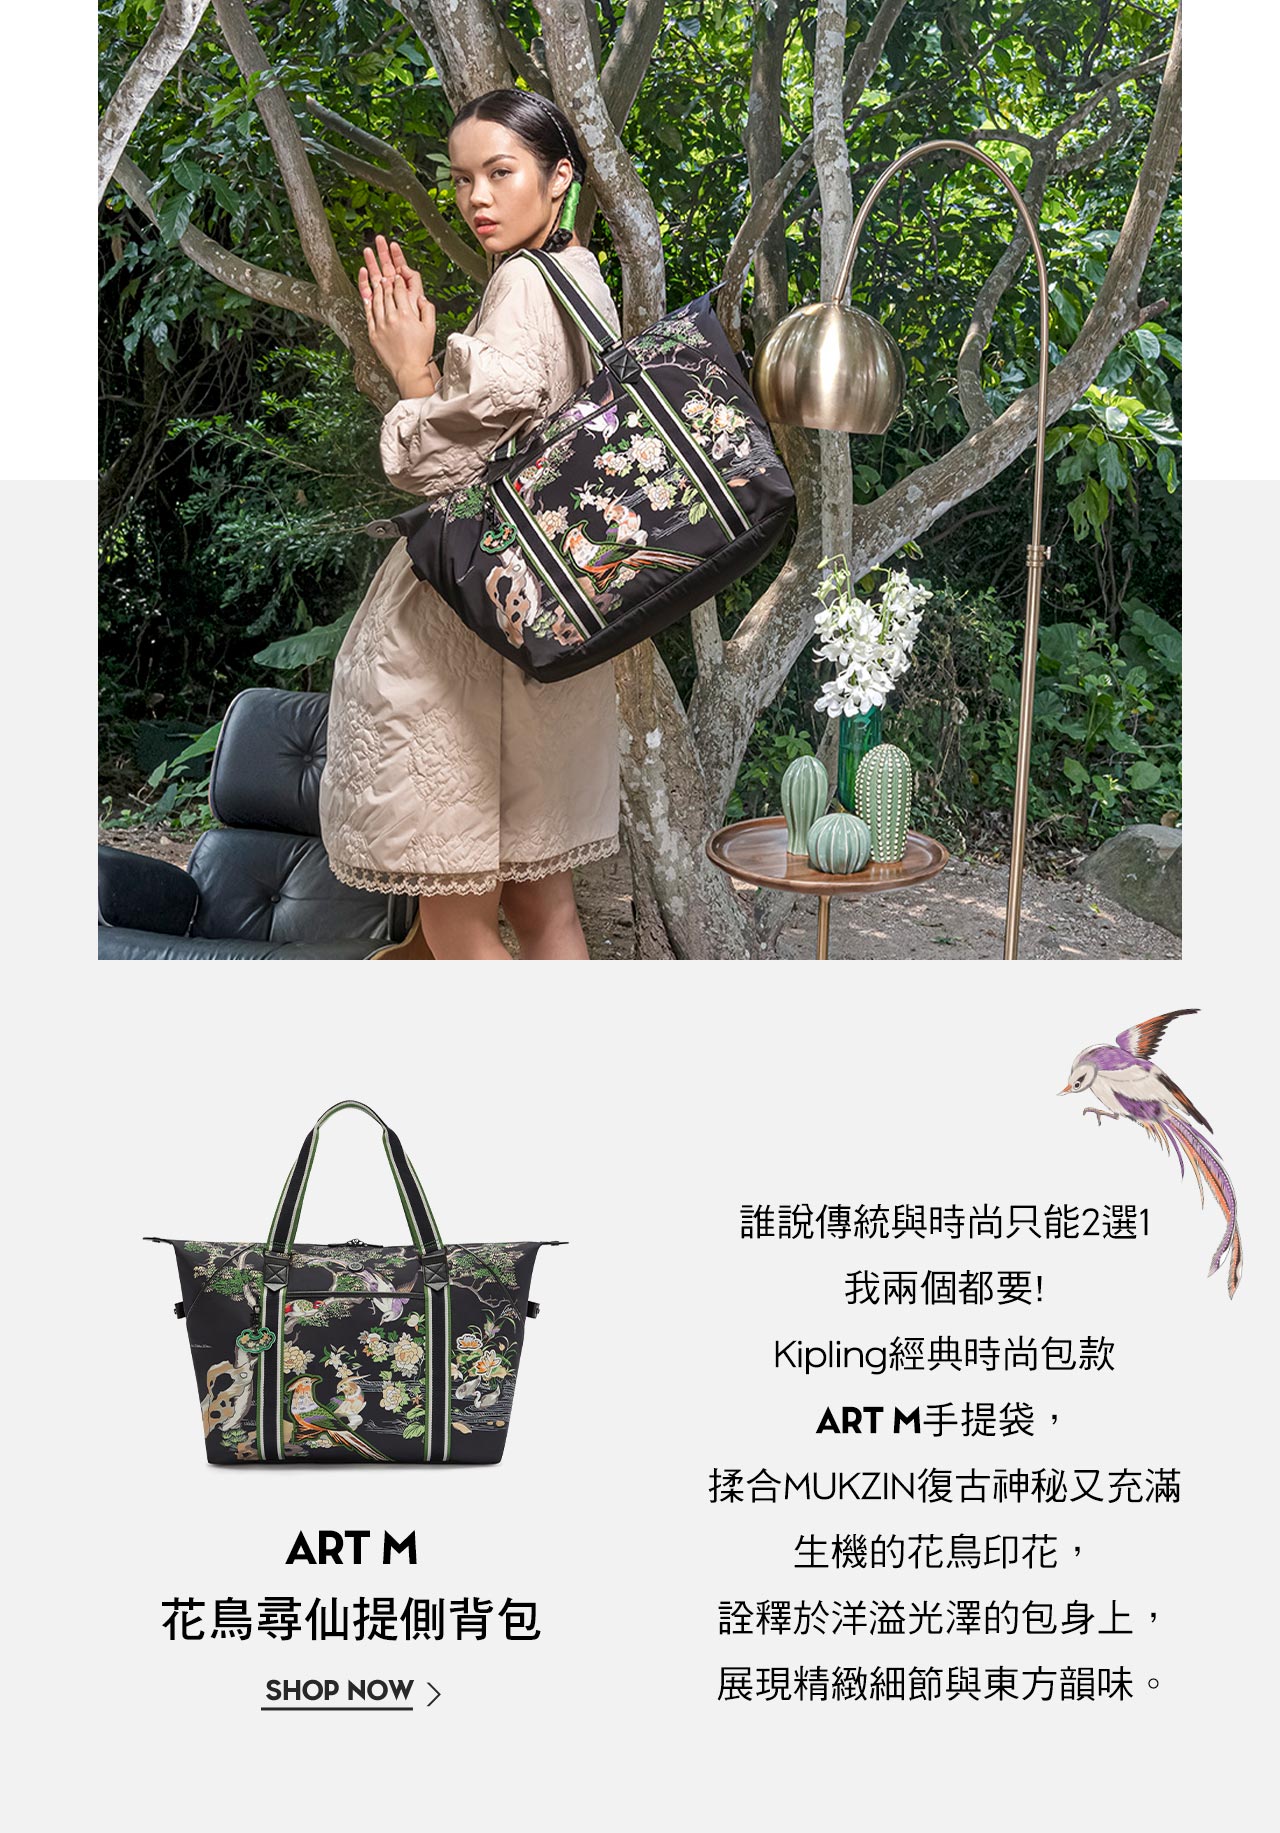 ART M
花鳥尋仙提側背包
SHOP NOW >
誰說傳統與時尚只能2選1
我兩個都要!
Kipling經典時尚包款
ART M手提袋，
揉合MUKZIN復古神秘又充滿
生機的花鳥印花，
詮釋於洋溢光澤的包身上，
展現精緻細節與東方韻味。